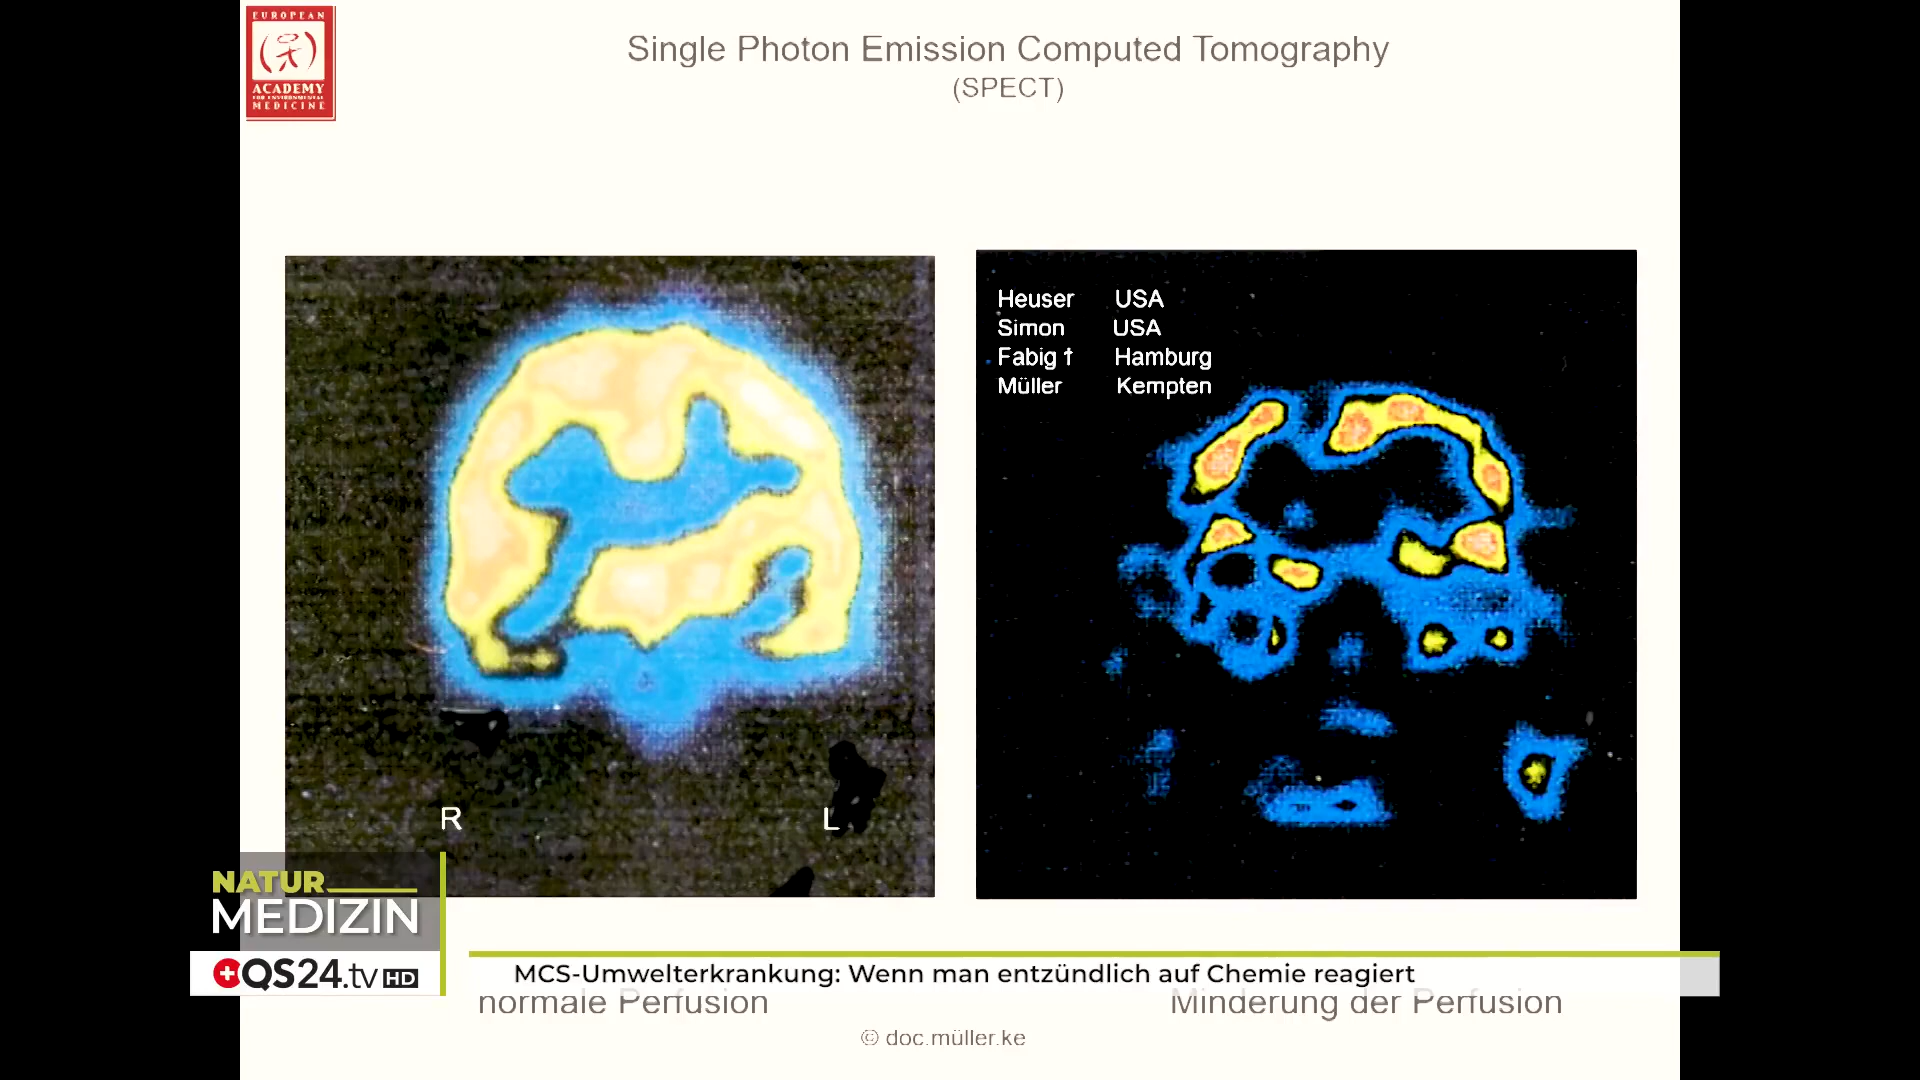 EUROPEAN
ACADEMY
FOR ENVIRONMENTAL
MEDICINE
Single Photon Emission Computed Tomography
(SPECT)
Heuser USA
Simon USA
Fabig † Hamburg
Müller Kempten
R L
NATUR
MEDIZIN
QS24.tv HD
MCS-Umwelterkrankung: Wenn man entzündlich auf Chemie reagiert
normale Perfusion Minderung der Perfusion
© doc.müller.ke